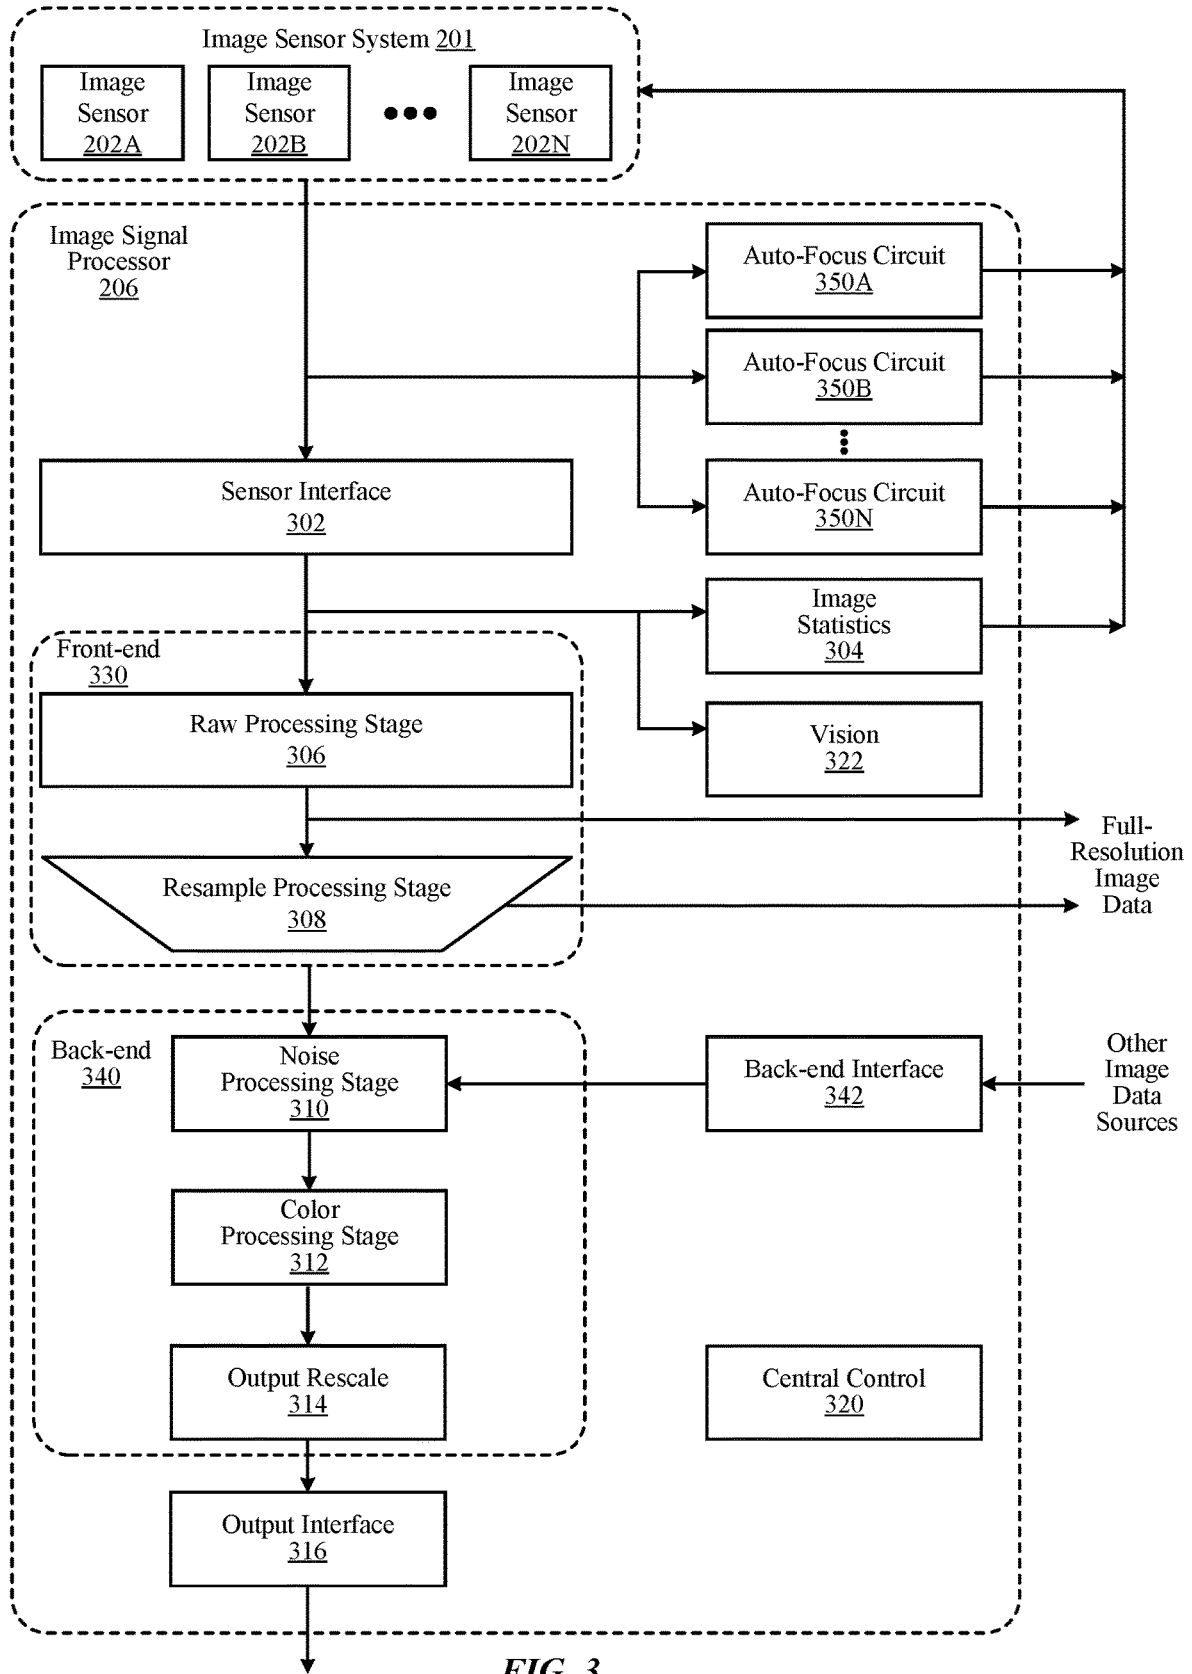 Image Sensor System 201
Image
Sensor
202A
Image
Sensor
202B
Image
Sensor
202N
Image Signal
Processor
206
Auto-Focus Circuit
350A
Auto-Focus Circuit
350B
Auto-Focus Circuit
350N
Sensor Interface
302
Image
Statistics
304
Front-end
330
Raw Processing Stage
306
Vision
322
Full-
Resolution
Image
Data
Resample Processing Stage
308
Back-end
340
Noise
Processing Stage
310
Back-end Interface
342
Other
Image
Data
Sources
Color
Processing Stage
312
Output Rescale
314
Central Control
320
Output Interface
316
FIG. 3